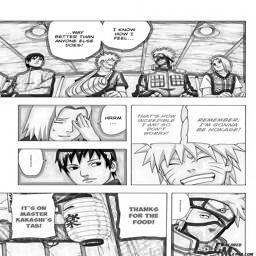 I KNOW
HOW I
FEEL...
...WAY
BETTER THAN
ANYONE ELSE
DOES!
REMEMBER,
I'M GONNA
BE HOKAGE!
THAT'S HOW
INCREDIBLE
I AM! SO
DON'T
WORRY!
HRRM
...
THANKS
FOR THE
FOOD!
IT'S ON
MASTER
KAKASHI'S
TAB!